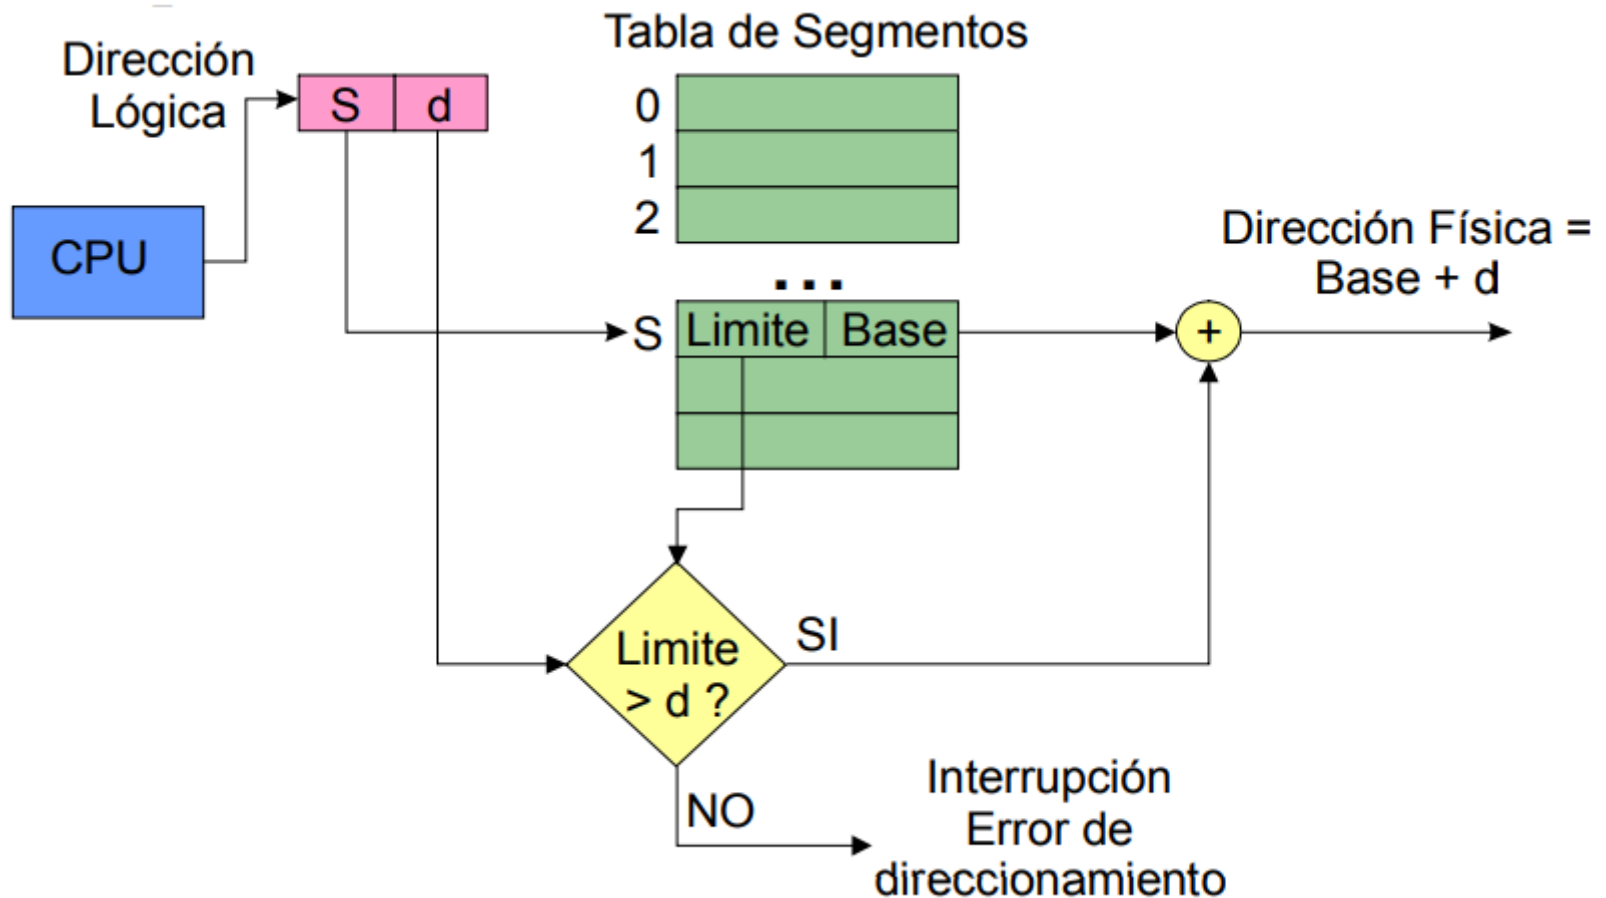 Tabla de Segmentos
Dirección
Lógica
S d
0
1
2
CPU
...
S Limite Base
+
Dirección Física =
Base + d
Limite
> d ?
SI
NO
Interrupción
Error de
direccionamiento